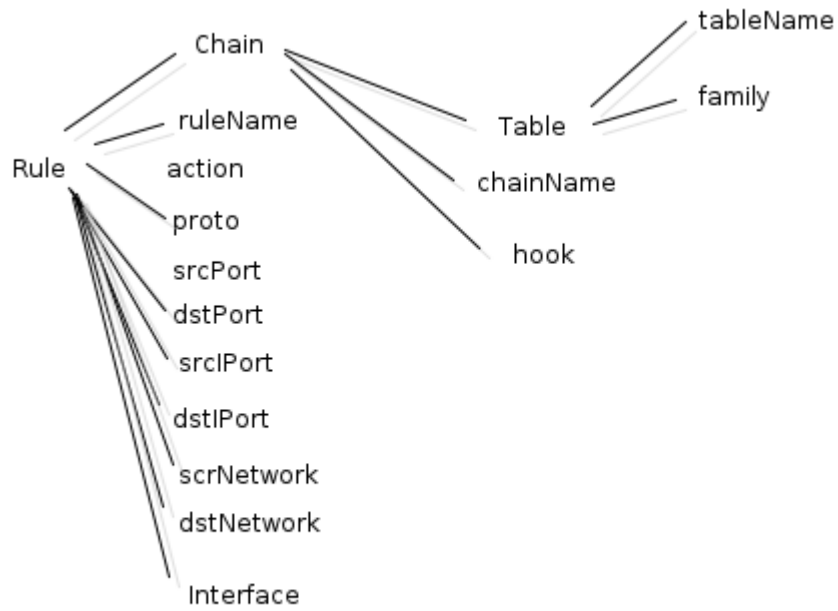 Chain
ruleName
Rule
action
proto
srcPort
dstPort
srcIPort
dstIPort
scrNetwork
dstNetwork
Interface
Table
chainName
hook
tableName
family